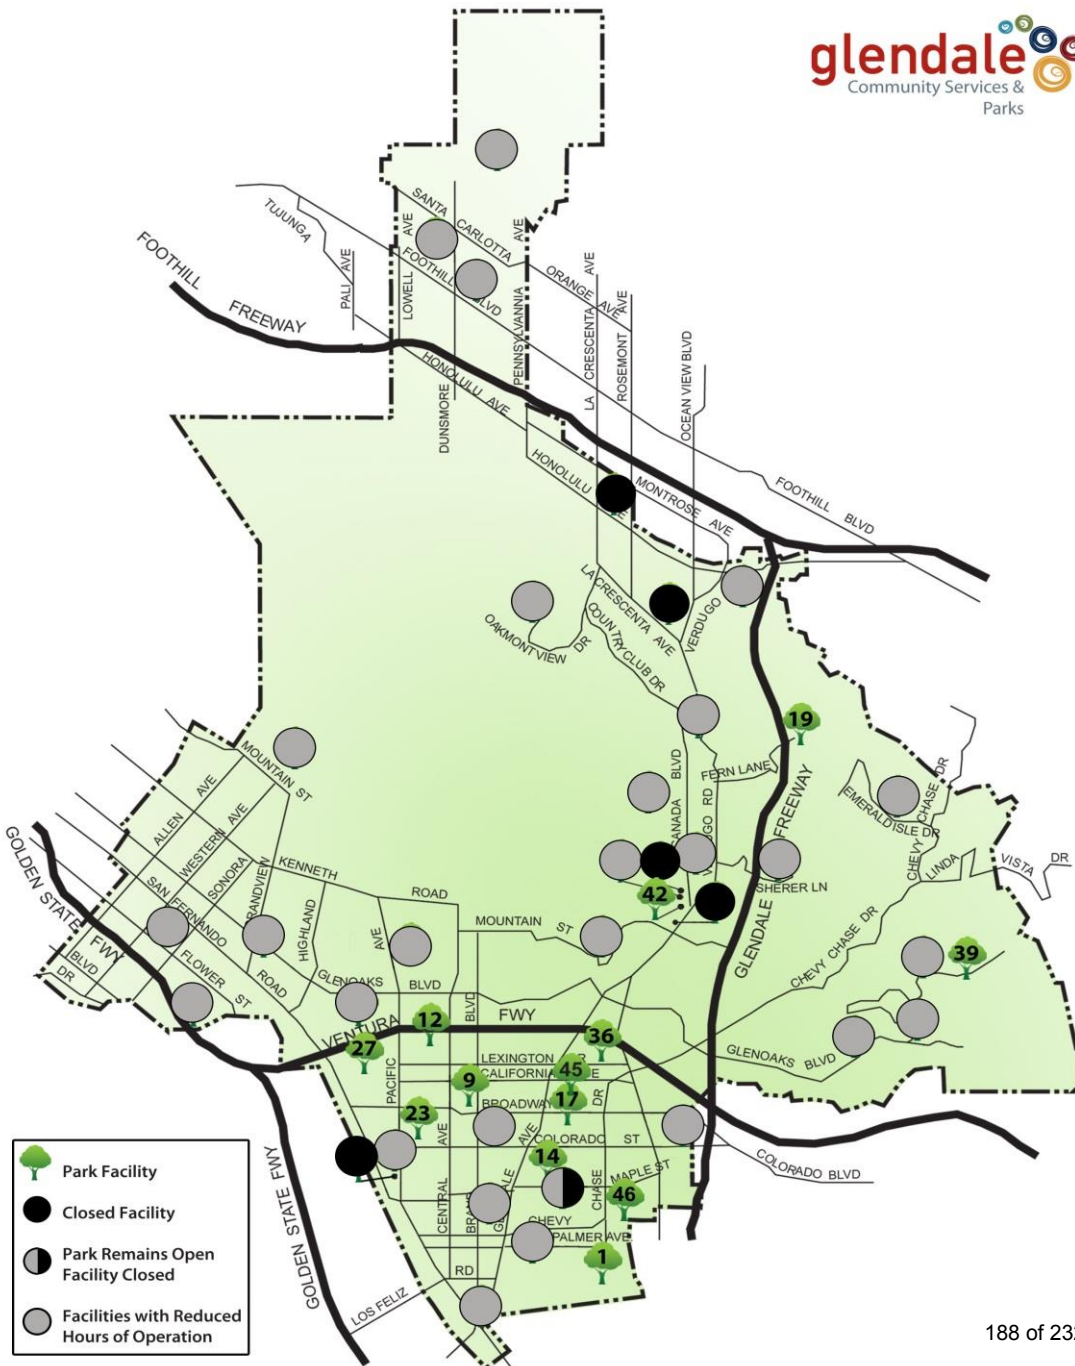 glendale
Community Services &
Parks
SANTA
CARLOTTA
TUJUNGA
AVE
AVE
FOOTHILL
BLVD
PALI AVE
LOWELL
PENNSYLVANNIA
ORANGE AVE
LA CRESCENTA AVE
ROSEMONT AVE
OCEAN VIEW BLVD
FOOTHILL
FREEWAY
HONOLULU AVE
DUNSMORE
HONOLULU
MONTROSE AVE
FOOTHILL BLVD
LA CRESCENTA AVE
COUNTRY CLUB DR
VERDUGO
OAKMONT VIEW DR
19
FERN LANE
MOUNTAIN ST
ALLEN AVE
WESTERN AVE
SONORA
CANADA BLVD
RD
GLENDALE FREEWAY
EMERALD ISLE DR
CHEVY CHASE DR
LINDA VISTA DR
GOLDEN STATE FWY
KENNETH ROAD
SAN FERNANDO ROAD
HIGHLAND
42
SHERER LN
MOUNTAIN ST
AVE
BLVD
DR
FLOWER ST
GLENOAKS BLVD
CHEVY CHASE DR
39
BLVD
12
VENTURA FWY
27
36
GLENOAKS BLVD
PACIFIC
LEXINGTON
CALIFORNIA
45
9
BROADWAY
17
DR
23
AVE
AVE
COLORADO ST
COLORADO BLVD
14
MAPLE ST
CENTRAL
CHASE
46
CHEVY
PALMER AVE.
1
RD
LOS FELIZ
GOLDEN STATE FWY
Park Facility
Closed Facility
Park Remains Open
Facility Closed
Facilities with Reduced
Hours of Operation